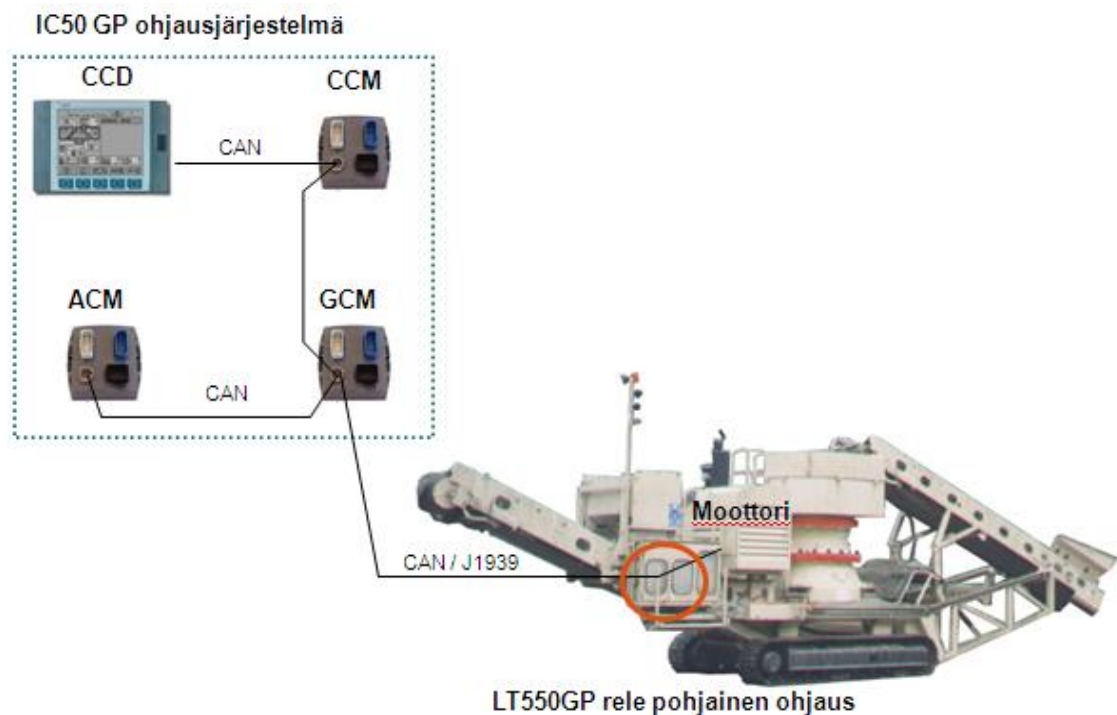 IC50 GP ohjausjärjestelmä
CCD
CCM
CAN
ACM
GCM
CAN
Moottori
CAN / J1939
LT550GP rele pohjainen ohjaus